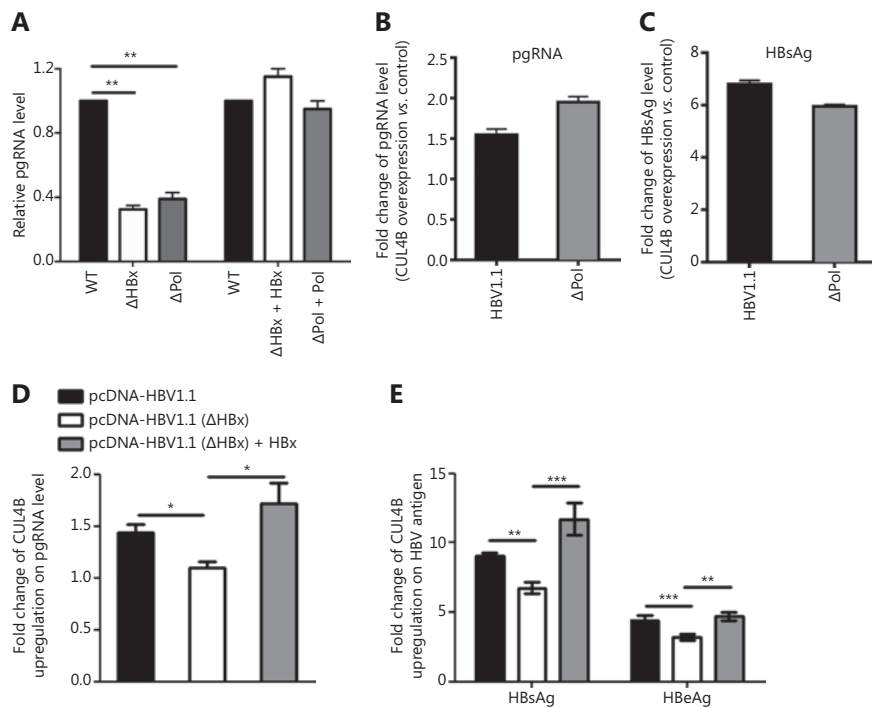 A
**
**
1.2
0.8
0.4
0.0
Relative pgRNA level
WT
ΔHBx
ΔPol
WT
ΔHBx + HBx
ΔPol + Pol
B
pgRNA
2.5
2.0
1.5
1.0
0.5
0.0
Fold change of pgRNA level
(CUL4B overexpression vs. control)
HBV1.1
ΔPol
C
HBsAg
8
6
4
2
0
Fold change of HBsAg level
(CUL4B overexpression vs. control)
HBV1.1
ΔPol
D
pcDNA-HBV1.1
pcDNA-HBV1.1 (ΔHBx)
pcDNA-HBV1.1 (ΔHBx) + HBx
2.0
1.5
1.0
0.5
0.0
Fold change of CUL4B
upregulation on pgRNA level
*
*
E
15
10
5
0
Fold change of CUL4B
upregulation on HBV antigen
**
***
***
**
HBsAg
HBeAg